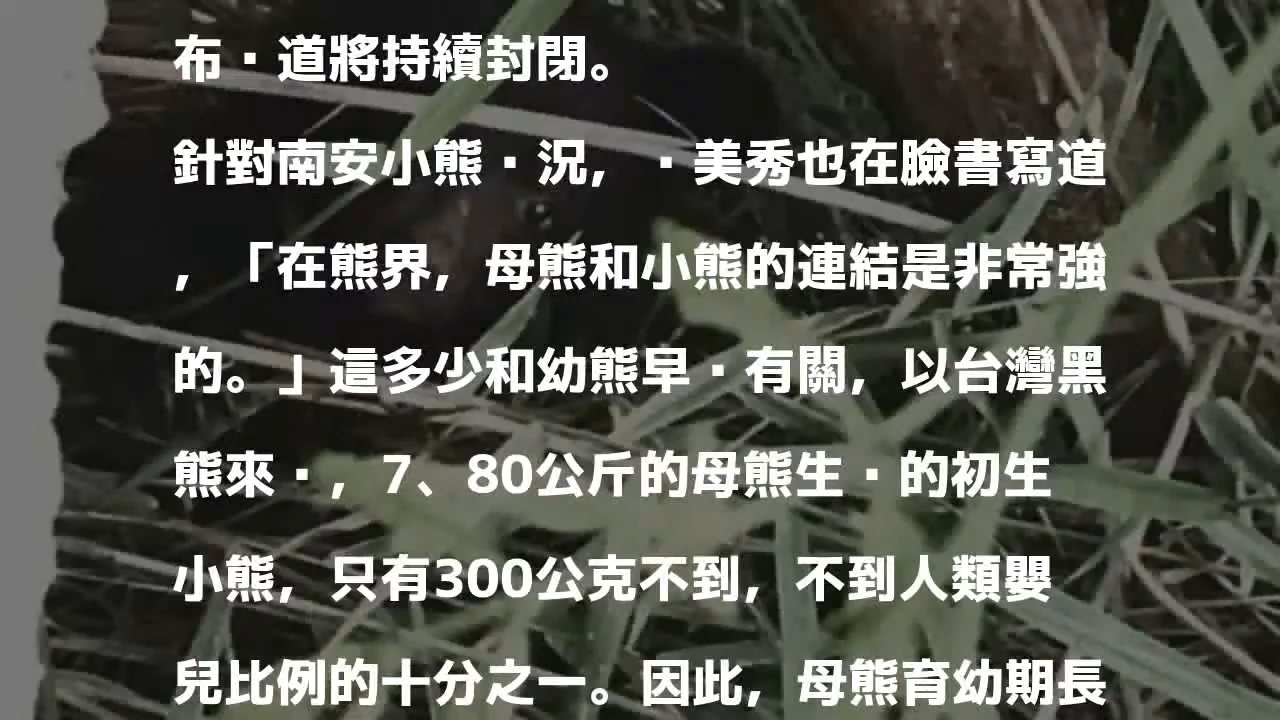 布▪道將持續封閉。
針對南安小熊▪況，▪美秀也在臉書寫道
，「在熊界，母熊和小熊的連結是非常強
的。」這多少和幼熊早▪有關，以台灣黑
熊來▪，7、80公斤的母熊生▪的初生
小熊，只有300公克不到，不到人類嬰
兒比例的十分之一。因此，母熊育幼期長